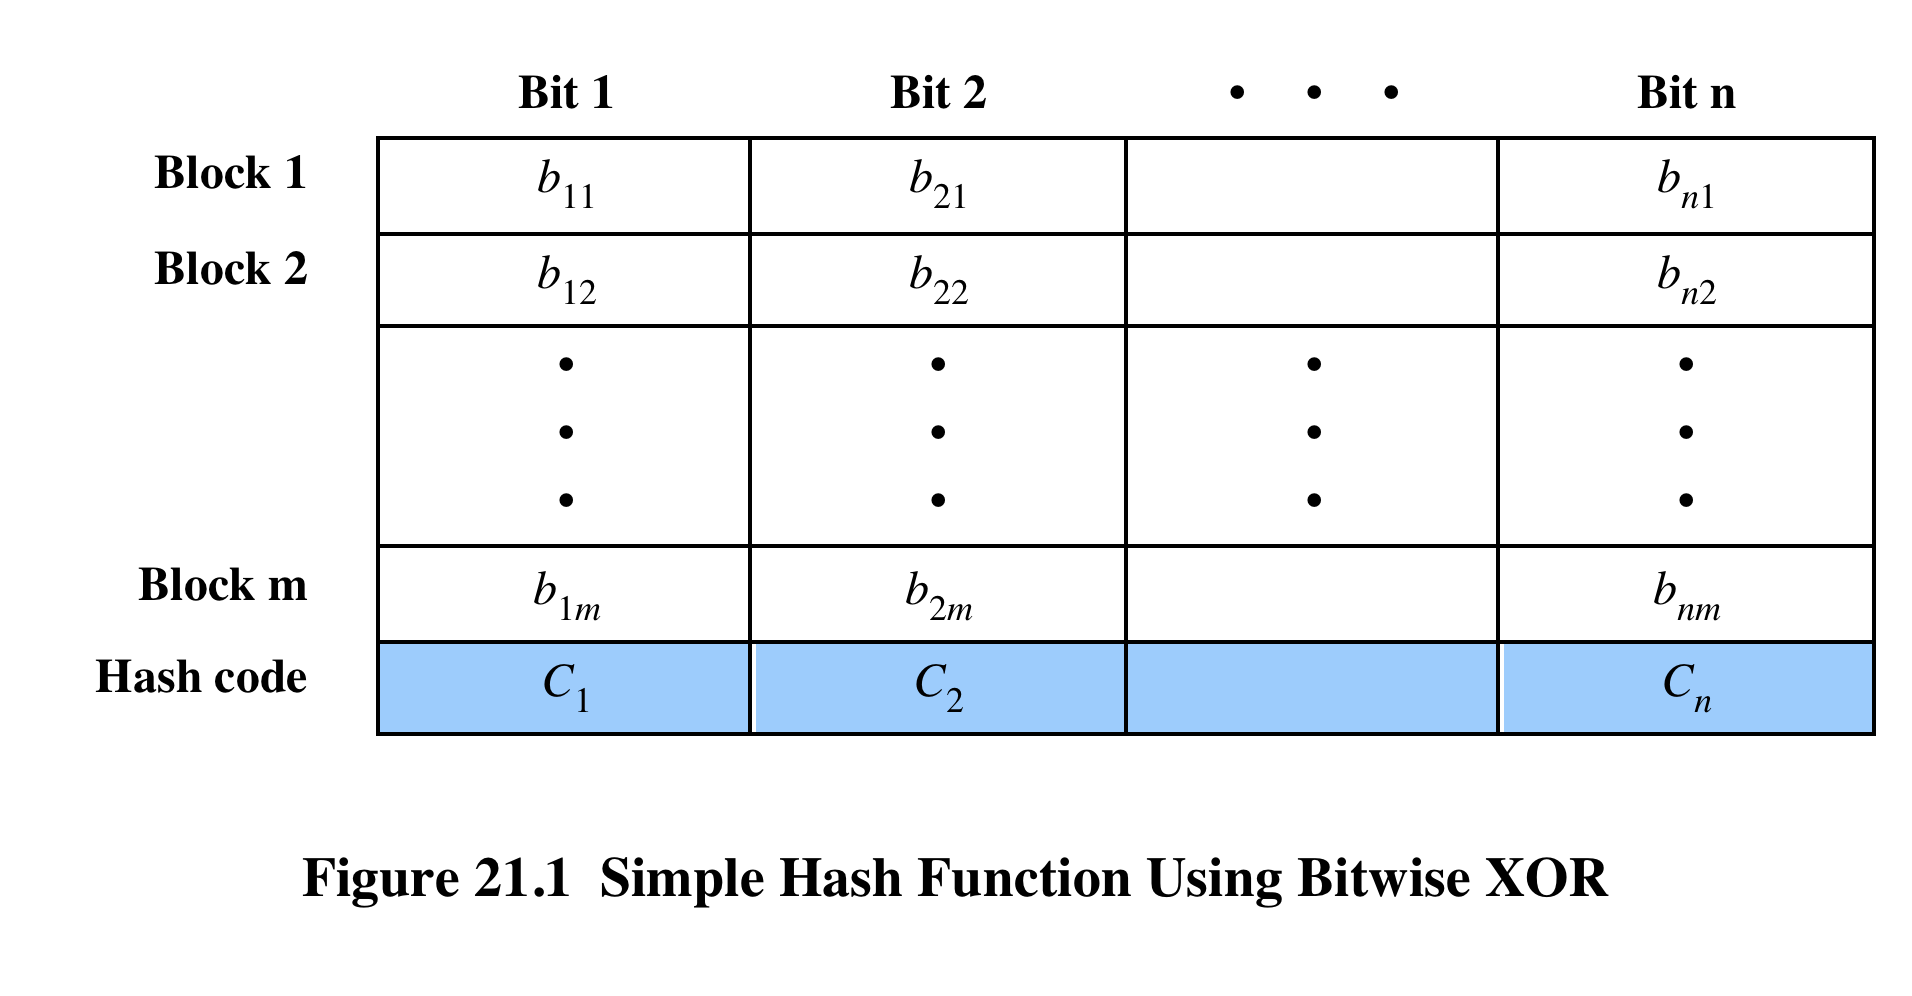 Bit 1 Bit 2 • • • Bit n
Block 1 b11 b21 bn1
Block 2 b12 b22 bn2
• • • •
• • • •
• • • •
Block m b1m b2m bnm
Hash code C1 C2 Cn
Figure 21.1 Simple Hash Function Using Bitwise XOR